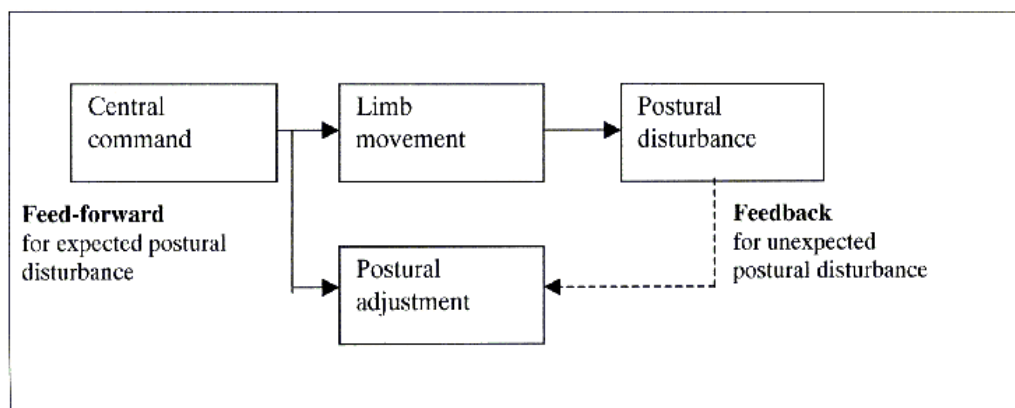 Central
command
Limb
movement
Postural
disturbance
Feed-forward
for expected postural
disturbance
Feedback
for unexpected
postural disturbance
Postural
adjustment